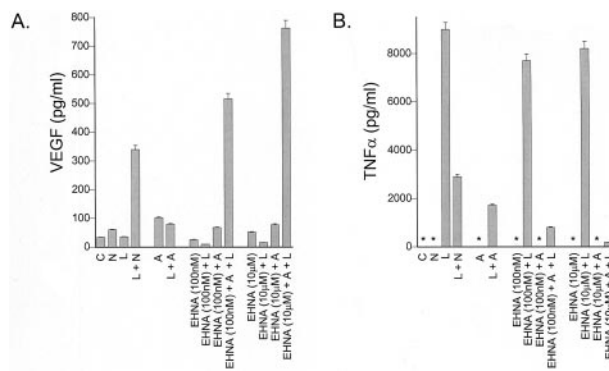 A.
VEGF (pg/ml)
800
700
600
500
400
300
200
100
0
C
N
L
L + N
A
L + A
EHNA (100nM)
EHNA (100nM) + L
EHNA (100nM) + A
EHNA (100nM) + A + L
EHNA (10μM)
EHNA (10μM) + L
EHNA (10μM) + A
EHNA (10μM) + A + L
B.
TNFα (pg/ml)
8000
6000
4000
2000
0
* * * * * * *
C
N
L
L + N
A
L + A
EHNA (100nM)
EHNA (100nM) + L
EHNA (100nM) + A
EHNA (100nM) + A + L
EHNA (10μM)
EHNA (10μM) + L
EHNA (10μM) + A
EHNA (10μM) + A + L